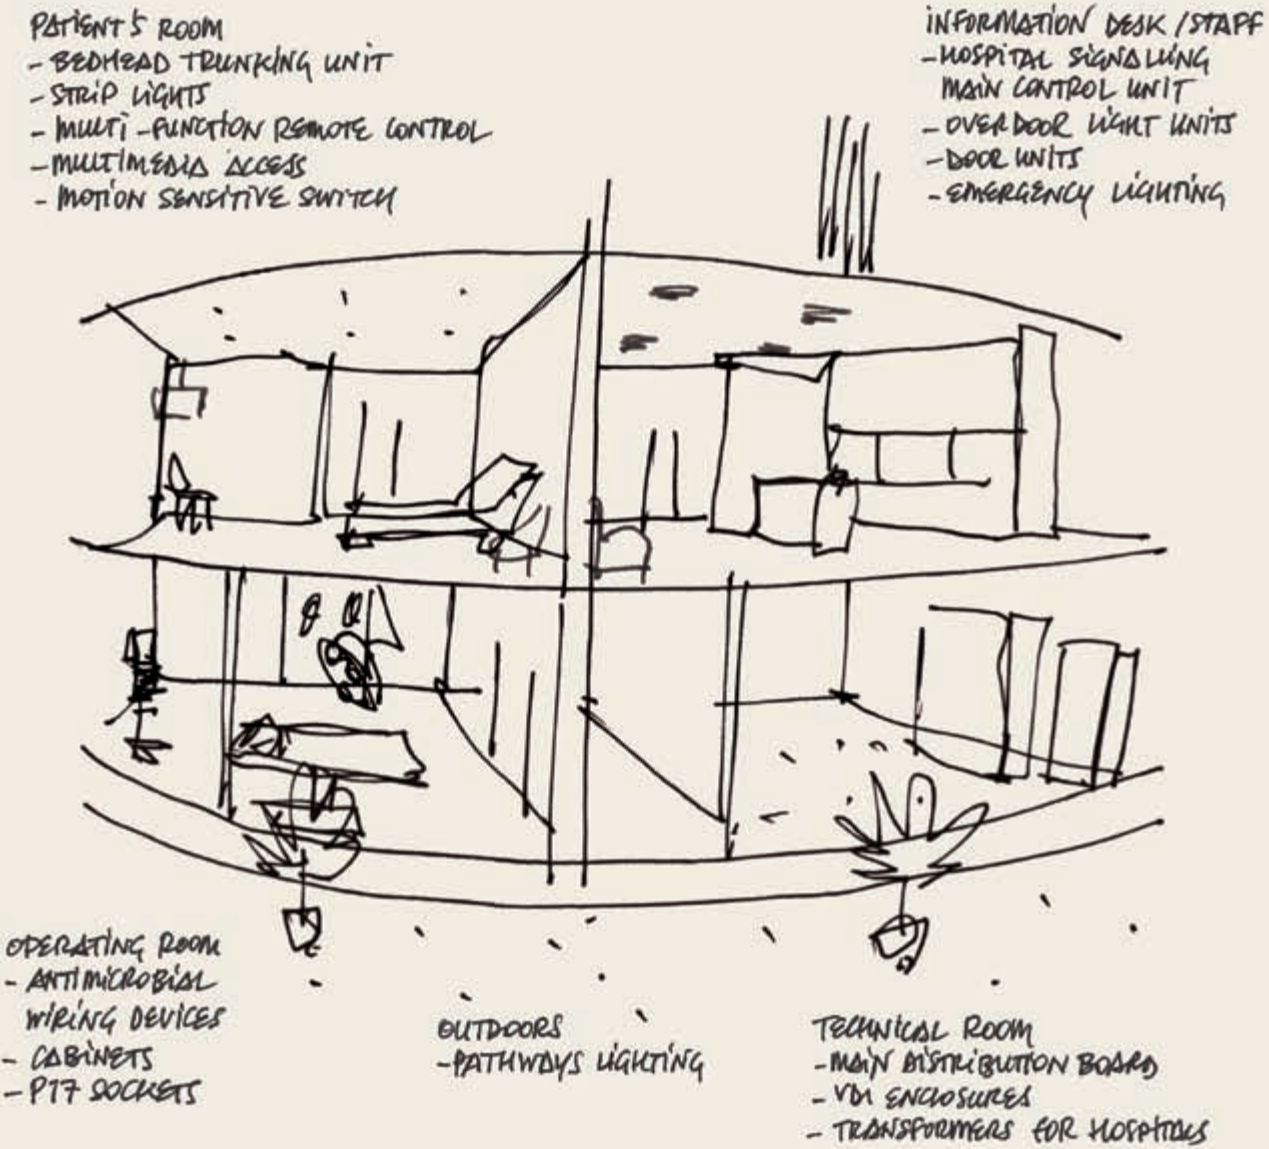 PATIENT'S ROOM
- BEDHEAD TRUNKING UNIT
- STRIP LIGHTS
- MULTI-FUNCTION REMOTE CONTROL
- MULTIMEDIA ACCESS
- MOTION SENSITIVE SWITCH
INFORMATION DESK / STAFF
- HOSPITAL SIGNALLING
MAIN CONTROL UNIT
- OVERDOOR LIGHT UNITS
- DOOR UNITS
- EMERGENCY LIGHTING
OPERATING ROOM
- ANTIMICROBIAL
WIRING DEVICES
- CABINETS
- P17 SOCKETS
OUTDOORS
- PATHWAYS LIGHTING
TECHNICAL ROOM
- MAIN DISTRIBUTION BOARD
- VDI ENCLOSURES
- TRANSFORMERS FOR HOSPITALS